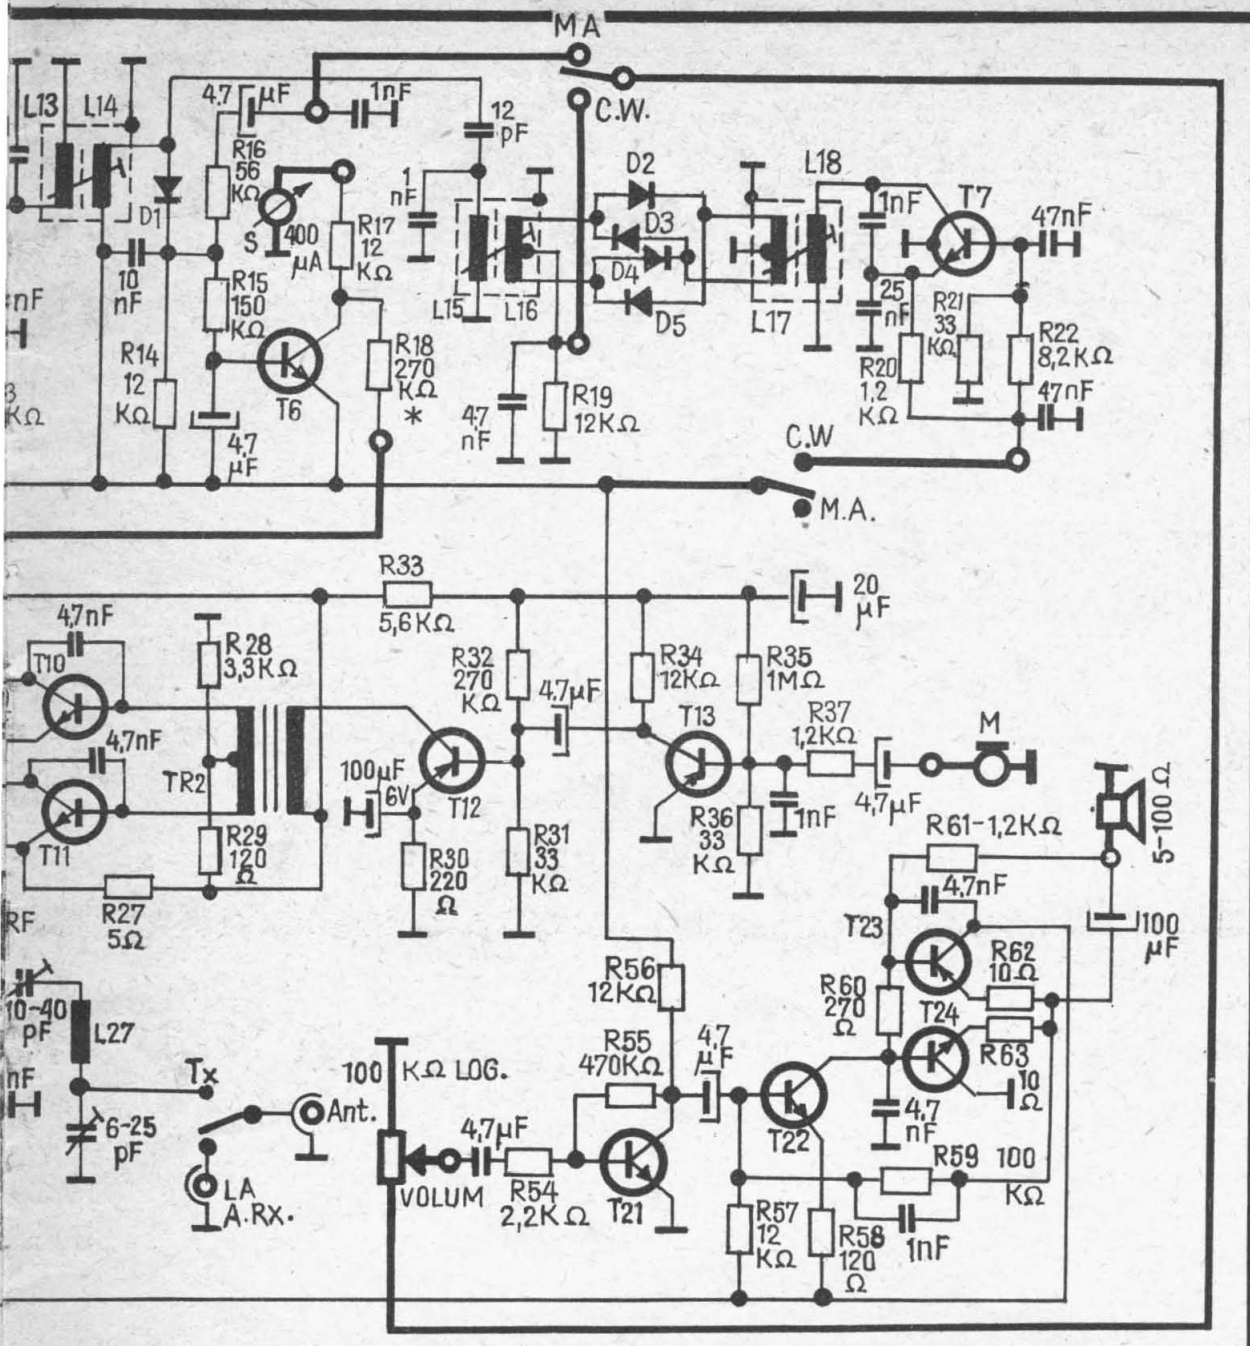 MA
L13
L14
4.7
μF
1nF
12
pF
C.W.
R16
56
KΩ
D1
S
400
μA
R17
12
KΩ
1
nF
D2
D3
D4
D5
L18
1nF
T7
47nF
10
nF
nF
R15
150
KΩ
L15
L16
L17
25
nF
R21
33
KΩ
R22
8,2KΩ
R14
12
KΩ
T6
R18
270
KΩ
*
R20
1,2
KΩ
47nF
3
KΩ
4,7
μF
47
nF
R19
12KΩ
C.W
M.A.
R33
5,6KΩ
20
μF
4,7nF
T10
R28
3,3KΩ
R32
270
KΩ
4,7μF
R34
12KΩ
R35
1MΩ
T13
R37
1,2KΩ
M
4,7nF
TR2
100μF
6V
T12
4,7μF
1nF
5-100Ω
T11
R29
120
Ω
R30
220
Ω
R31
33
KΩ
R36
33
KΩ
R61-1,2KΩ
R27
5Ω
RF
4.7nF
T23
100
μF
R62
10Ω
10-40
pF
L27
R56
12KΩ
R60
270
Ω
T24
R63
10
Ω
nF
Tx
100 KΩ LOG.
R55
470KΩ
4,7
μF
Ant.
6-25
pF
4,7μF
T22
4,7
nF
LA
A.Rx.
VOLUM
R54
2,2KΩ
T21
R59
100
KΩ
R57
12
KΩ
R58
120
Ω
1nF